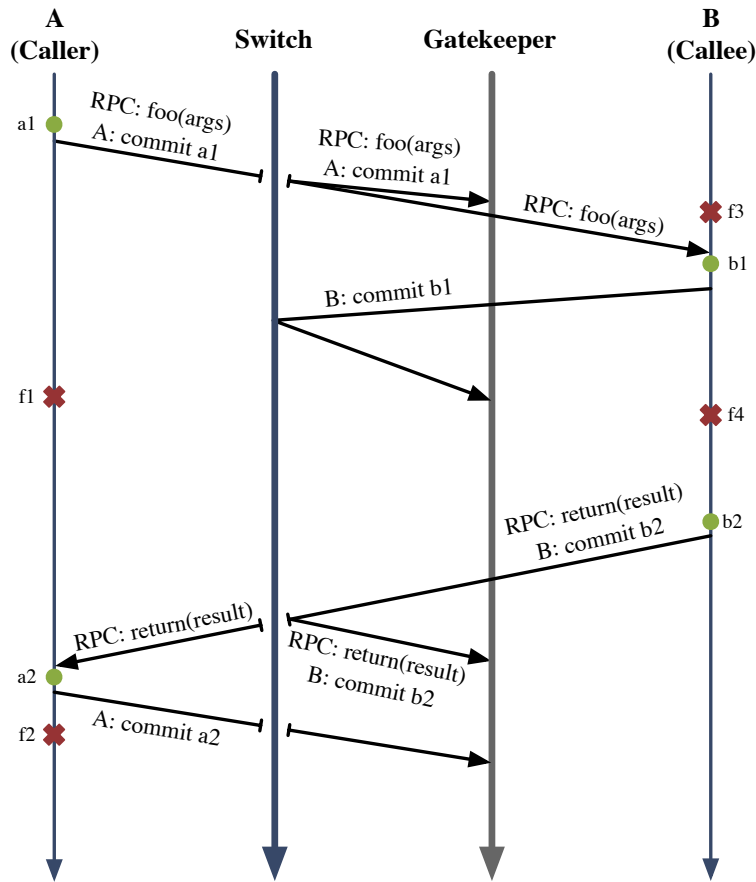 A
(Caller)
Switch
Gatekeeper
B
(Callee)
a1
RPC: foo(args)
A: commit a1
RPC: foo(args)
A: commit a1
RPC: foo(args)
f3
b1
B: commit b1
f1
f4
RPC: return(result)
B: commit b2
b2
RPC: return(result)
RPC: return(result)
B: commit b2
a2
A: commit a2
f2